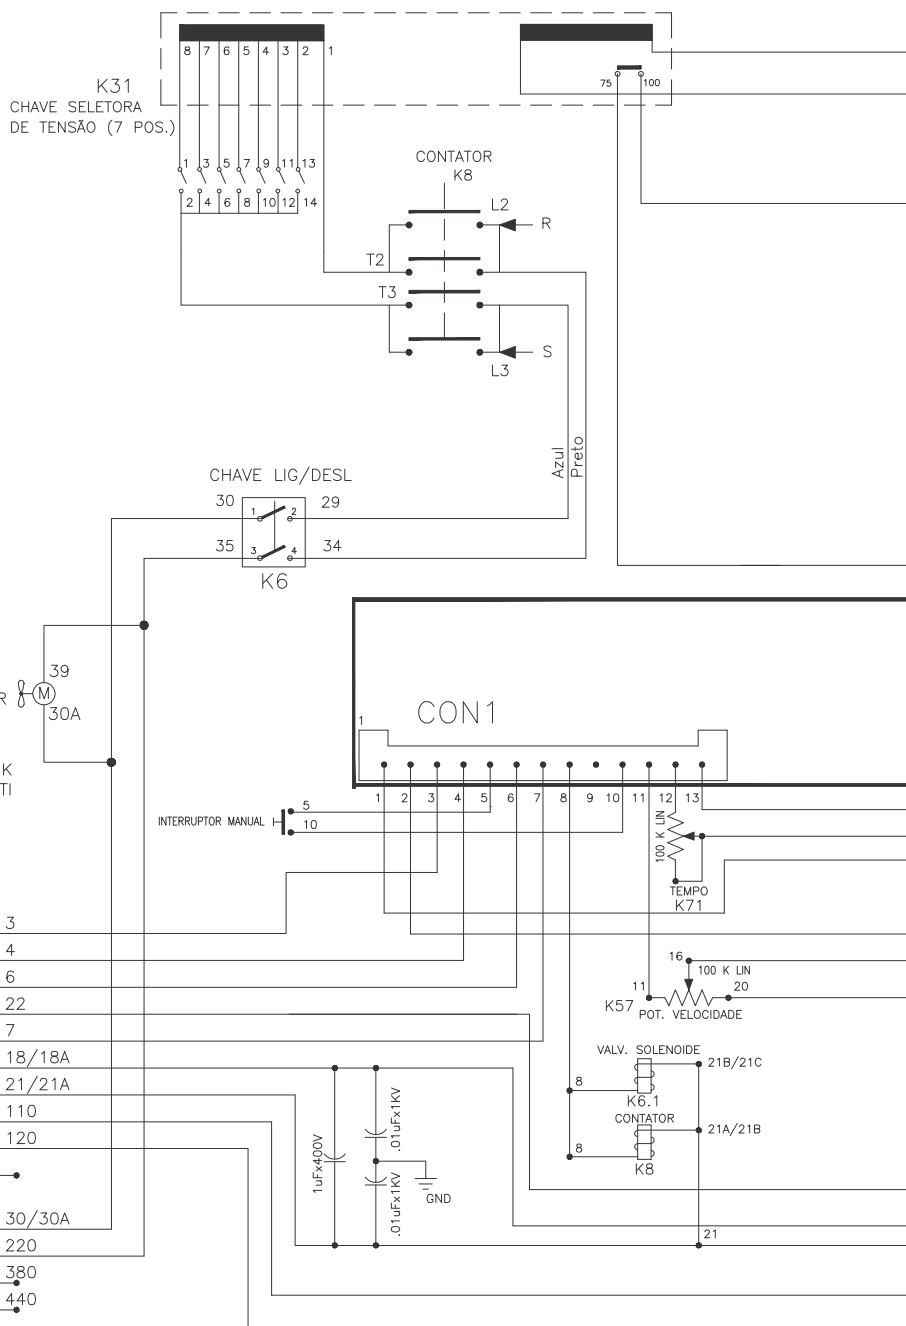 8 7 6 5 4 3 2 1
75 100
K31
CHAVE SELETORA
DE TENSÃO (7 POS.)
1 3 5 7 9 11 13
2 4 6 8 10 12 14
CONTATOR
K8
L2
R
T2
T3
S
L3
Azul
Preto
CHAVE LIG/DESL
30 1 2 29
35 3 4 34
K6
39
R M
30A
K
TI
CON1
1
1 2 3 4 5 6 7 8 9 10 11 12 13
INTERRUPTOR MANUAL
5
10
100 K LIN
TEMPO
K71
3
4
6
22
7
18/18A
21/21A
110
120
30/30A
220
380
440
16
100 K LIN
11 20
K57
POT. VELOCIDADE
VALV. SOLENOIDE
21B/21C
8
K6.1
CONTATOR
21A/21B
8
K8
1uFx400V
.01uFx1KV
.01uFx1KV
GND
21